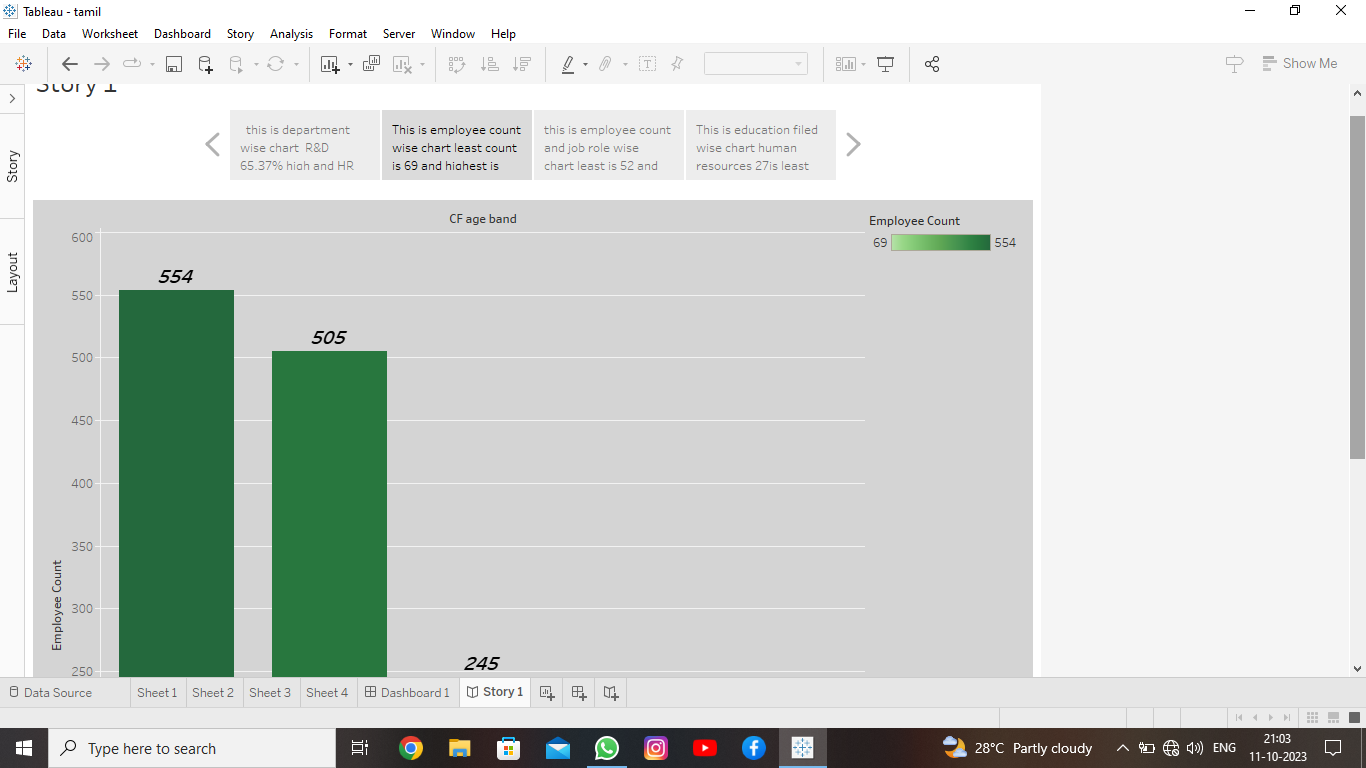 Tableau - tamil
File Data Worksheet Dashboard Story Analysis Format Server Window Help
Show Me
Story 1
this is department
wise chart R&D
65.37% high and HR
This is employee count
wise chart least count
is 69 and highest is
this is employee count
and job role wise
chart least is 52 and
This is education filed
wise chart human
resources 27is least
Story
Layout
CF age band
Employee Count
69 554
600
550
500
450
400
350
300
250
Employee Count
554
505
245
Data Source Sheet 1 Sheet 2 Sheet 3 Sheet 4 Dashboard 1 Story 1
Type here to search
28°C Partly cloudy
ENG
21:03
11-10-2023